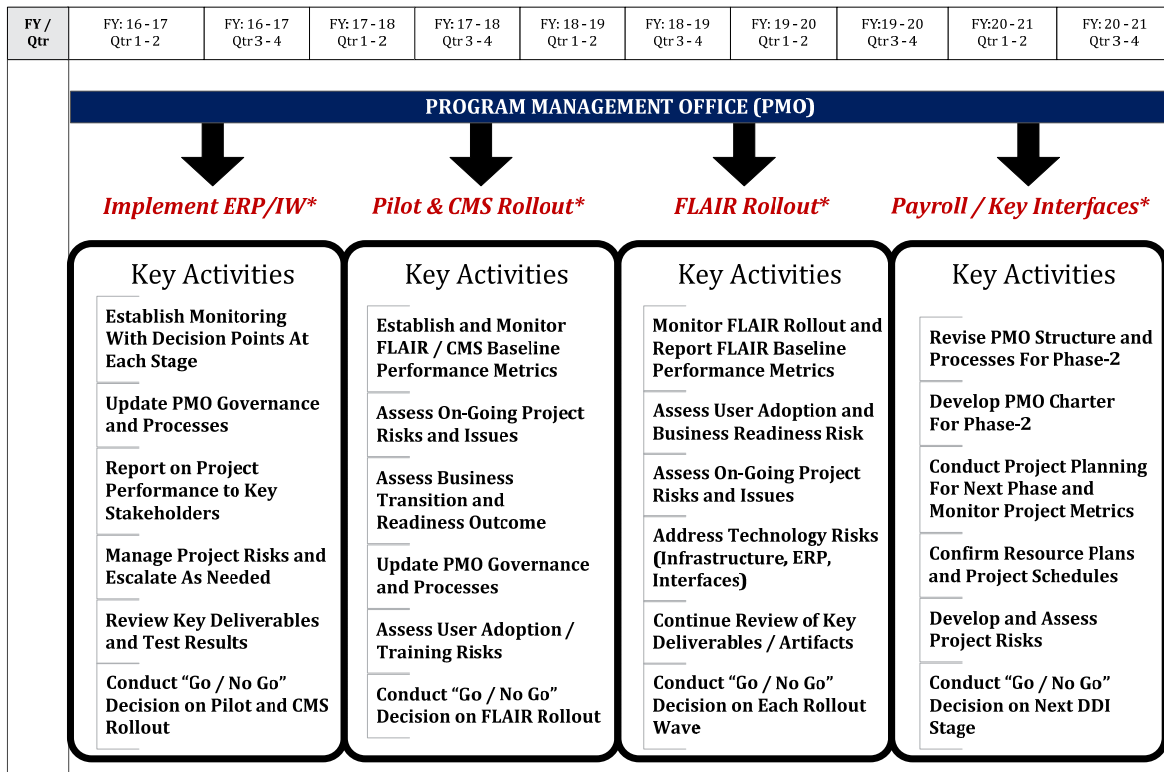 FY /
Qtr
FY: 16 - 17
Qtr 1 - 2
FY: 16 - 17
Qtr 3 - 4
FY: 17 - 18
Qtr 1 - 2
FY: 17 - 18
Qtr 3 - 4
FY: 18 - 19
Qtr 1 - 2
FY: 18 - 19
Qtr 3 - 4
FY: 19 - 20
Qtr 1 - 2
FY:19 - 20
Qtr 3 - 4
FY:20 - 21
Qtr 1 - 2
FY: 20 - 21
Qtr 3 - 4
PROGRAM MANAGEMENT OFFICE (PMO)
Implement ERP/IW*
Pilot & CMS Rollout*
FLAIR Rollout*
Payroll / Key Interfaces*
Key Activities
Establish Monitoring
With Decision Points At
Each Stage
Update PMO Governance
and Processes
Report on Project
Performance to Key
Stakeholders
Manage Project Risks and
Escalate As Needed
Review Key Deliverables
and Test Results
Conduct “Go / No Go”
Decision on Pilot and CMS
Rollout
Key Activities
Establish and Monitor
FLAIR / CMS Baseline
Performance Metrics
Assess On-Going Project
Risks and Issues
Assess Business
Transition and
Readiness Outcome
Update PMO Governance
and Processes
Assess User Adoption /
Training Risks
Conduct “Go / No Go”
Decision on FLAIR Rollout
Key Activities
Monitor FLAIR Rollout and
Report FLAIR Baseline
Performance Metrics
Assess User Adoption and
Business Readiness Risk
Assess On-Going Project
Risks and Issues
Address Technology Risks
(Infrastructure, ERP,
Interfaces)
Continue Review of Key
Deliverables / Artifacts
Conduct “Go / No Go”
Decision on Each Rollout
Wave
Key Activities
Revise PMO Structure and
Processes For Phase-2
Develop PMO Charter
For Phase-2
Conduct Project Planning
For Next Phase and
Monitor Project Metrics
Confirm Resource Plans
and Project Schedules
Develop and Assess
Project Risks
Conduct “Go / No Go”
Decision on Next DDI
Stage